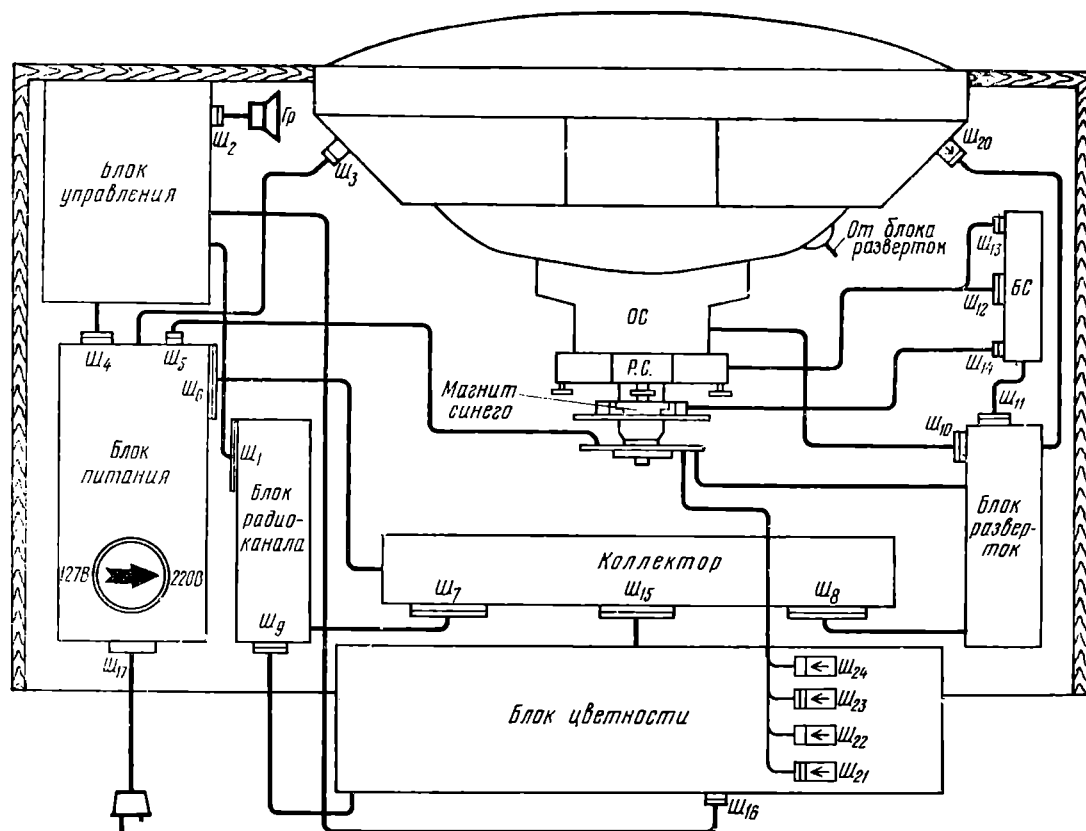 Гр
Ш2
Ш20
Ш3
Блок
управления
От блока
разверток
Ш13
БС
Ш12
ОС
Ш4
Ш5
Ш14
Р.С.
Ш6
Магнит
синего
Ш11
Ш10
Ш1
Блок
питания
Блок
радио-
канала
Блок
развер-
ток
Коллектор
127В
220В
Ш7
Ш15
Ш8
Ш9
Ш17
Ш24
Ш23
Блок цветности
Ш22
Ш21
Ш16